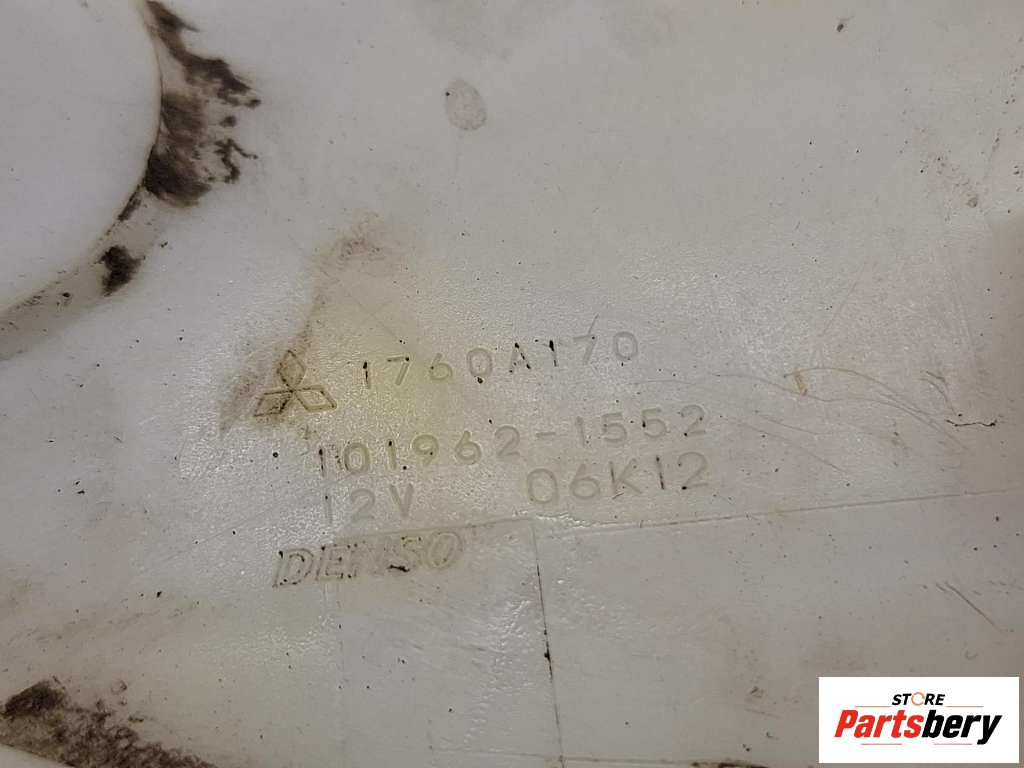 1760A170
101962-1552
12V 06K12
DENSO
STORE
Partsbery